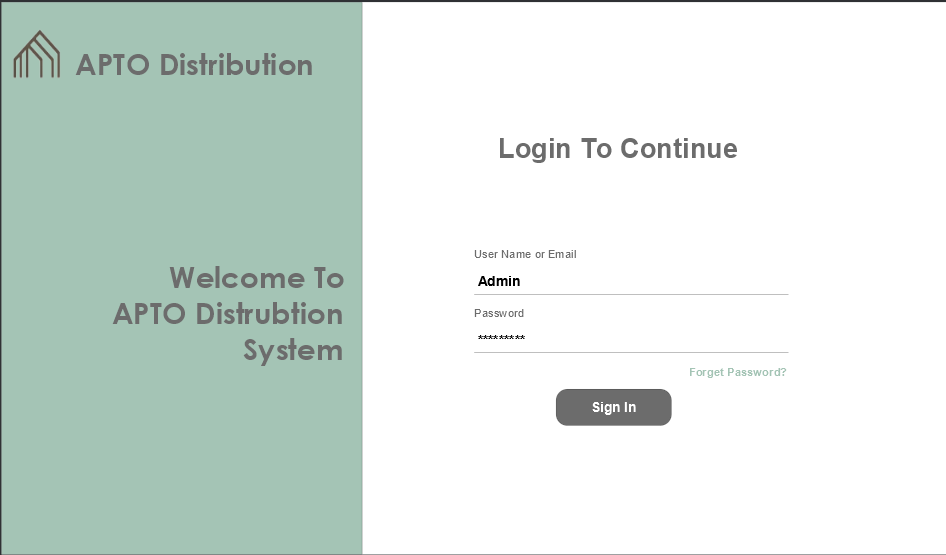 APTO Distribution
Welcome To
APTO Distrubtion
System
Login To Continue
User Name or Email
Admin
Password
*********
Forget Password?
Sign In